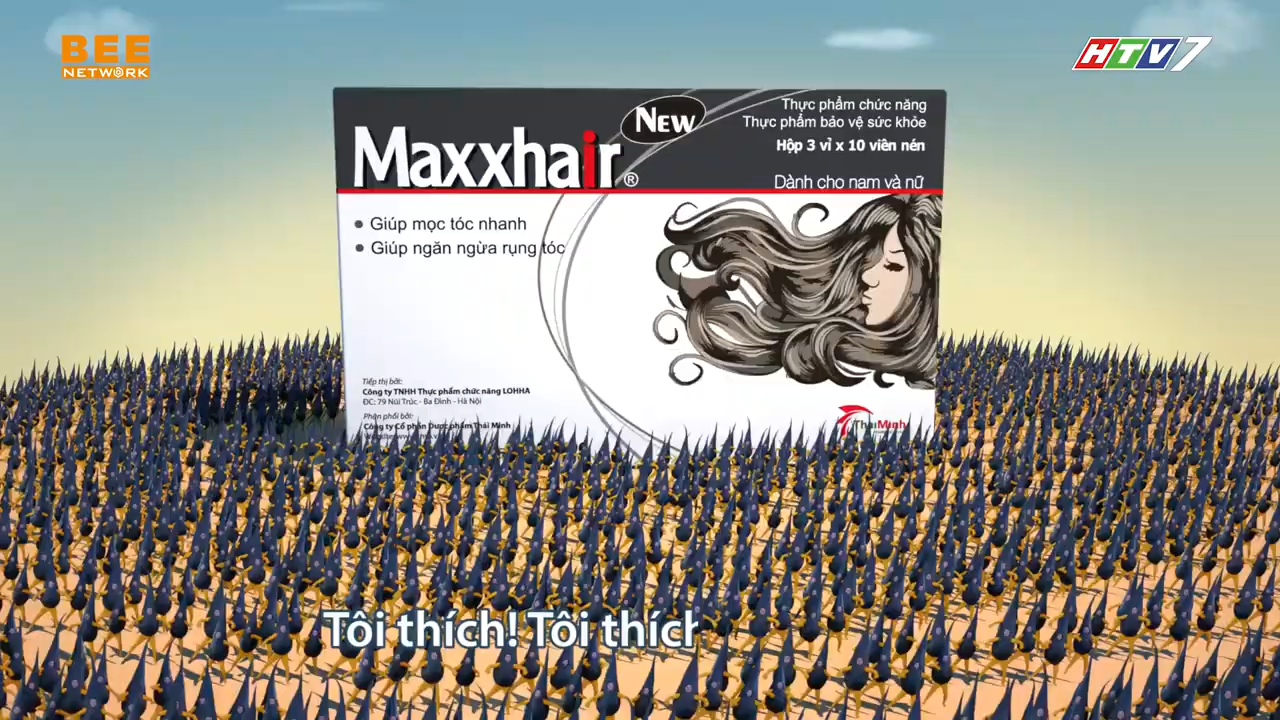 BEE
NETWORK
HTV7
Maxxhair®
NEW
Thực phẩm chức năng
Thực phẩm bảo vệ sức khỏe
Hộp 3 vỉ x 10 viên nén
Dành cho nam và nữ
• Giúp mọc tóc nhanh
• Giúp ngăn ngừa rụng tóc
Tiếp thị bởi:
Công ty TNHH Thực phẩm chức năng LOHHA
ĐC: 79 Núi Trúc - Ba Đình - Hà Nội
Phân phối bởi:
Công ty Cổ phần Dược phẩm Thái Minh
TháiMinh
Tôi thích! Tôi thích